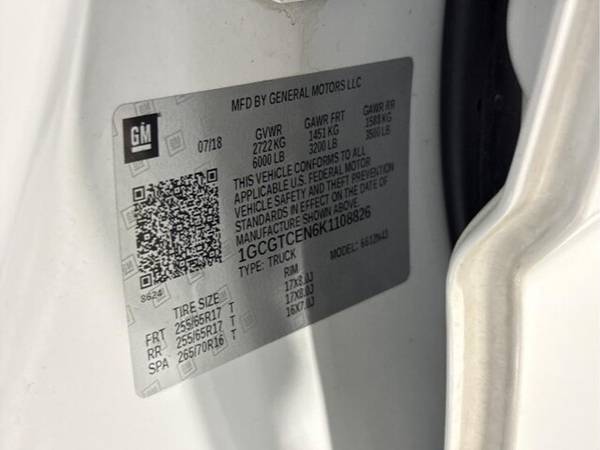 MFD BY GENERAL MOTORS LLC
GM
07/18
GVWR
2722 KG
6000 LB
GAWR FRT
1451 KG
3200 LB
GAWR RR
1588 KG
3500 LB
THIS VEHICLE CONFORMS TO ALL
APPLICABLE U.S. FEDERAL MOTOR
VEHICLE SAFETY AND THEFT PREVENTION
STANDARDS IN EFFECT ON THE DATE OF
MANUFACTURE SHOWN ABOVE.
1GCGTCEN6K1108826
TYPE: TRUCK
MODEL:
8624
TIRE SIZE
RIM
FRT 255/65R17 T 17X8.0J
RR 255/65R17 T 17X8.0J
SPA 265/70R16 T 16X7.0J